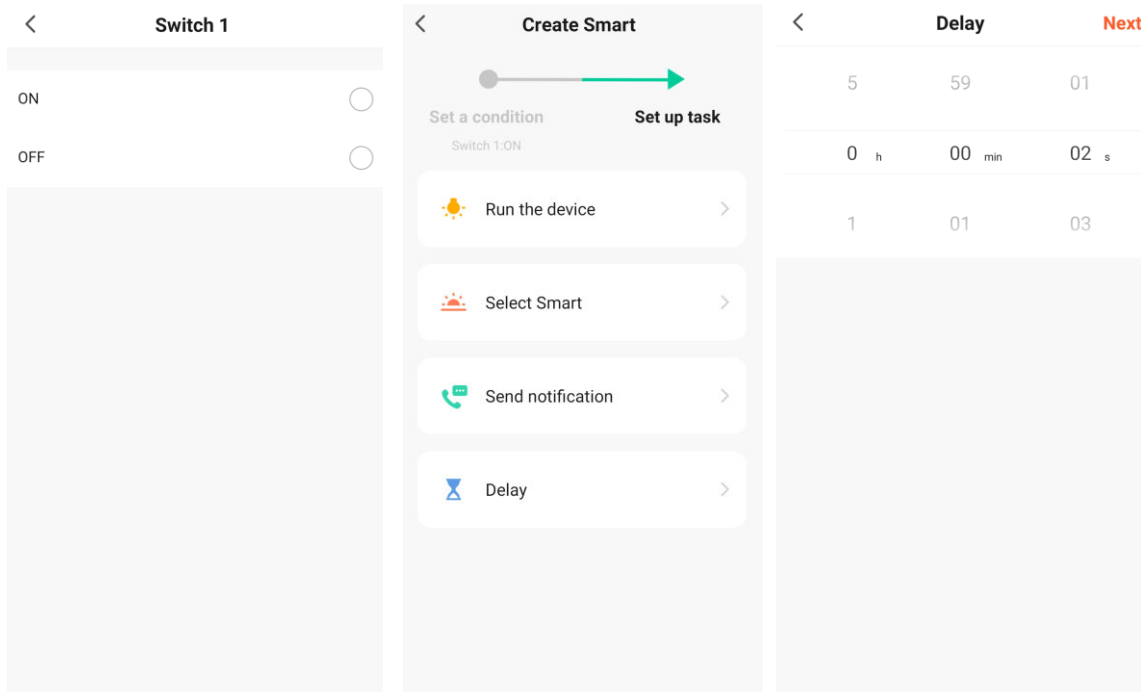 Switch 1
ON
OFF
Create Smart
Set a condition
Set up task
Switch 1:ON
Run the device
Select Smart
Send notification
Delay
Delay
Next
5 59 01
0 h 00 min 02 s
1 01 03